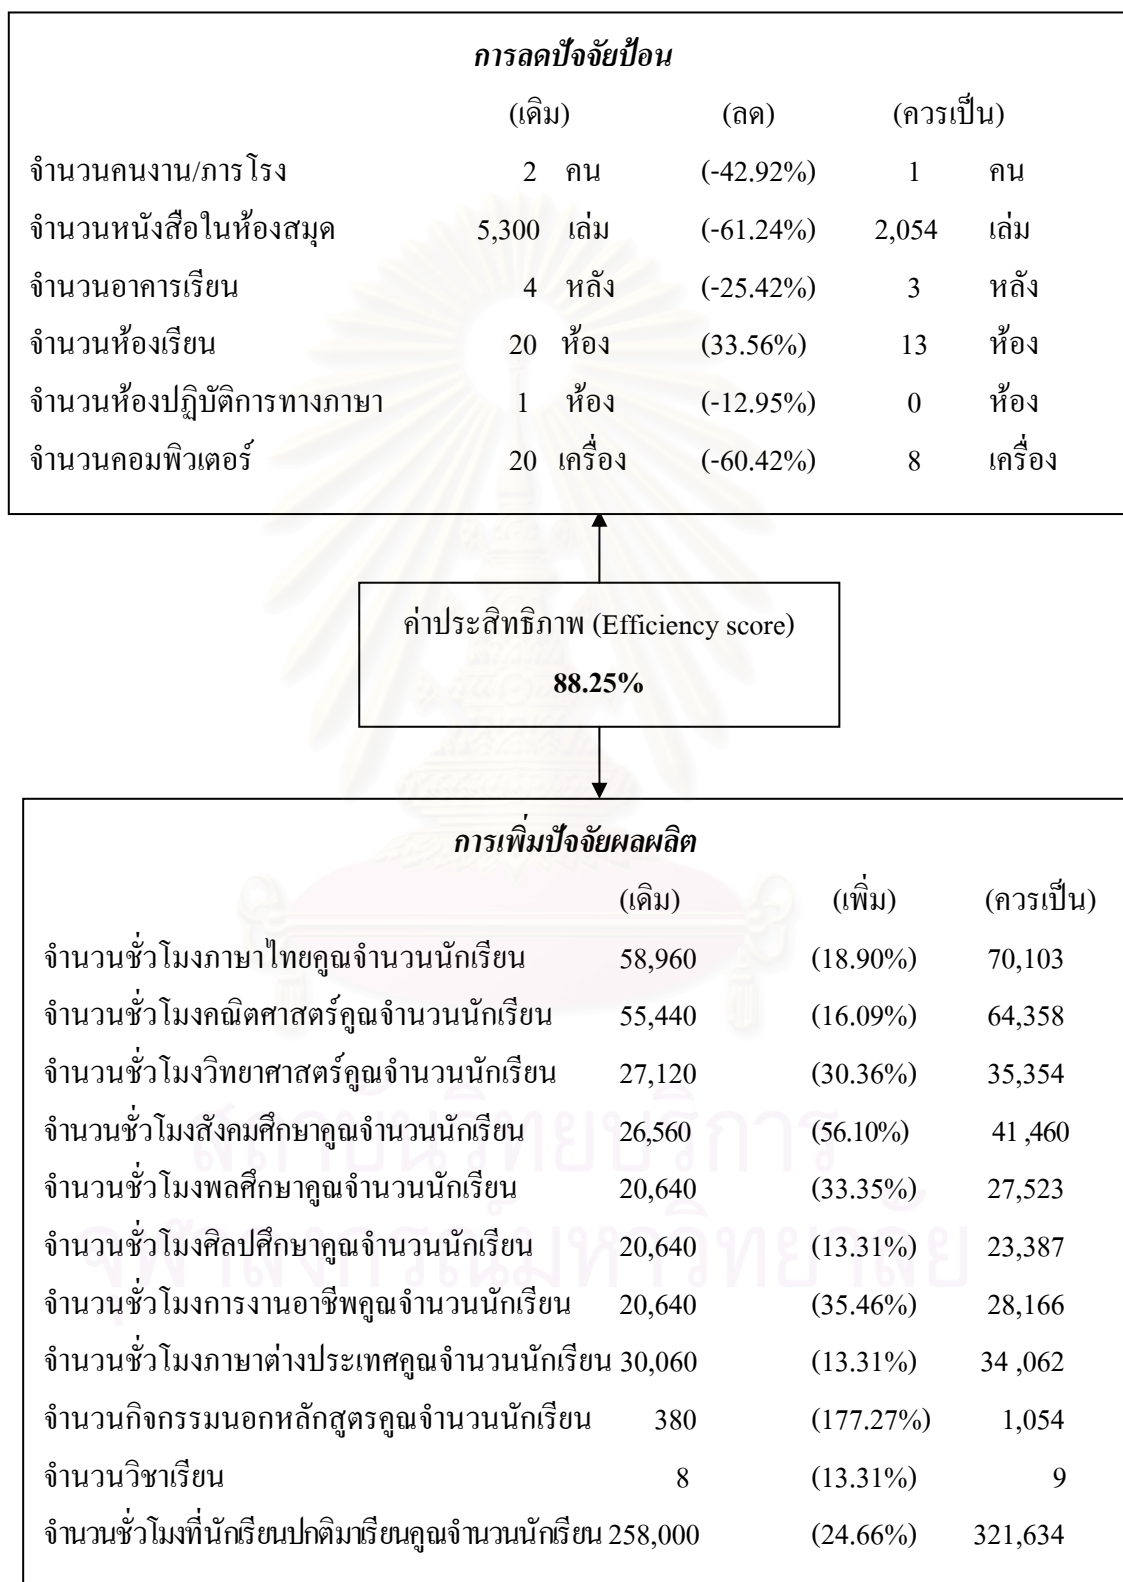 การลดปัจจัยป้อน
(เดิม) (ลด) (ควรเป็น)
จำนวนคนงาน/ภารโรง 2 คน (-42.92%) 1 คน
จำนวนหนังสือในห้องสมุด 5,300 เล่ม (-61.24%) 2,054 เล่ม
จำนวนอาคารเรียน 4 หลัง (-25.42%) 3 หลัง
จำนวนห้องเรียน 20 ห้อง (33.56%) 13 ห้อง
จำนวนห้องปฏิบัติการทางภาษา 1 ห้อง (-12.95%) 0 ห้อง
จำนวนคอมพิวเตอร์ 20 เครื่อง (-60.42%) 8 เครื่อง
ค่าประสิทธิภาพ (Efficiency score)
88.25%
การเพิ่มปัจจัยผลผลิต
(เดิม) (เพิ่ม) (ควรเป็น)
จำนวนชั่วโมงภาษาไทยคูณจำนวนนักเรียน 58,960 (18.90%) 70,103
จำนวนชั่วโมงคณิตศาสตร์คูณจำนวนนักเรียน 55,440 (16.09%) 64,358
จำนวนชั่วโมงวิทยาศาสตร์คูณจำนวนนักเรียน 27,120 (30.36%) 35,354
จำนวนชั่วโมงสังคมศึกษาคูณจำนวนนักเรียน 26,560 (56.10%) 41 ,460
จำนวนชั่วโมงพลศึกษาคูณจำนวนนักเรียน 20,640 (33.35%) 27,523
จำนวนชั่วโมงศิลปศึกษาคูณจำนวนนักเรียน 20,640 (13.31%) 23,387
จำนวนชั่วโมงการงานอาชีพคูณจำนวนนักเรียน 20,640 (35.46%) 28,166
จำนวนชั่วโมงภาษาต่างประเทศคูณจำนวนนักเรียน 30,060 (13.31%) 34 ,062
จำนวนกิจกรรมนอกหลักสูตรคูณจำนวนนักเรียน 380 (177.27%) 1,054
จำนวนวิชาเรียน 8 (13.31%) 9
จำนวนชั่วโมงที่นักเรียนปกติมาเรียนคูณจำนวนนักเรียน 258,000 (24.66%) 321,634
สถาบันวิทยบริการ
จุฬาลงกรณ์มหาวิทยาลัย